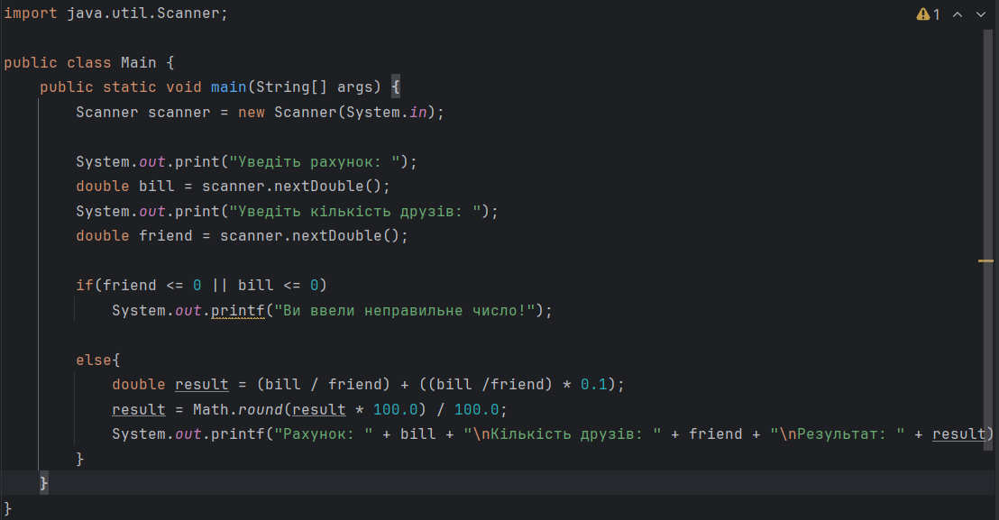 import java.util.Scanner;
1
public class Main {
    public static void main(String[] args) {
        Scanner scanner = new Scanner(System.in);
        System.out.print("Уведіть рахунок: ");
        double bill = scanner.nextDouble();
        System.out.print("Уведіть кількість друзів: ");
        double friend = scanner.nextDouble();
        if(friend <= 0 || bill <= 0)
            System.out.printf("Ви ввели неправильне число!");
        else{
            double result = (bill / friend) + ((bill /friend) * 0.1);
            result = Math.round(result * 100.0) / 100.0;
            System.out.printf("Рахунок: " + bill + "\nКількість друзів: " + friend + "\nРезультат: " + result)
        }
    }
}